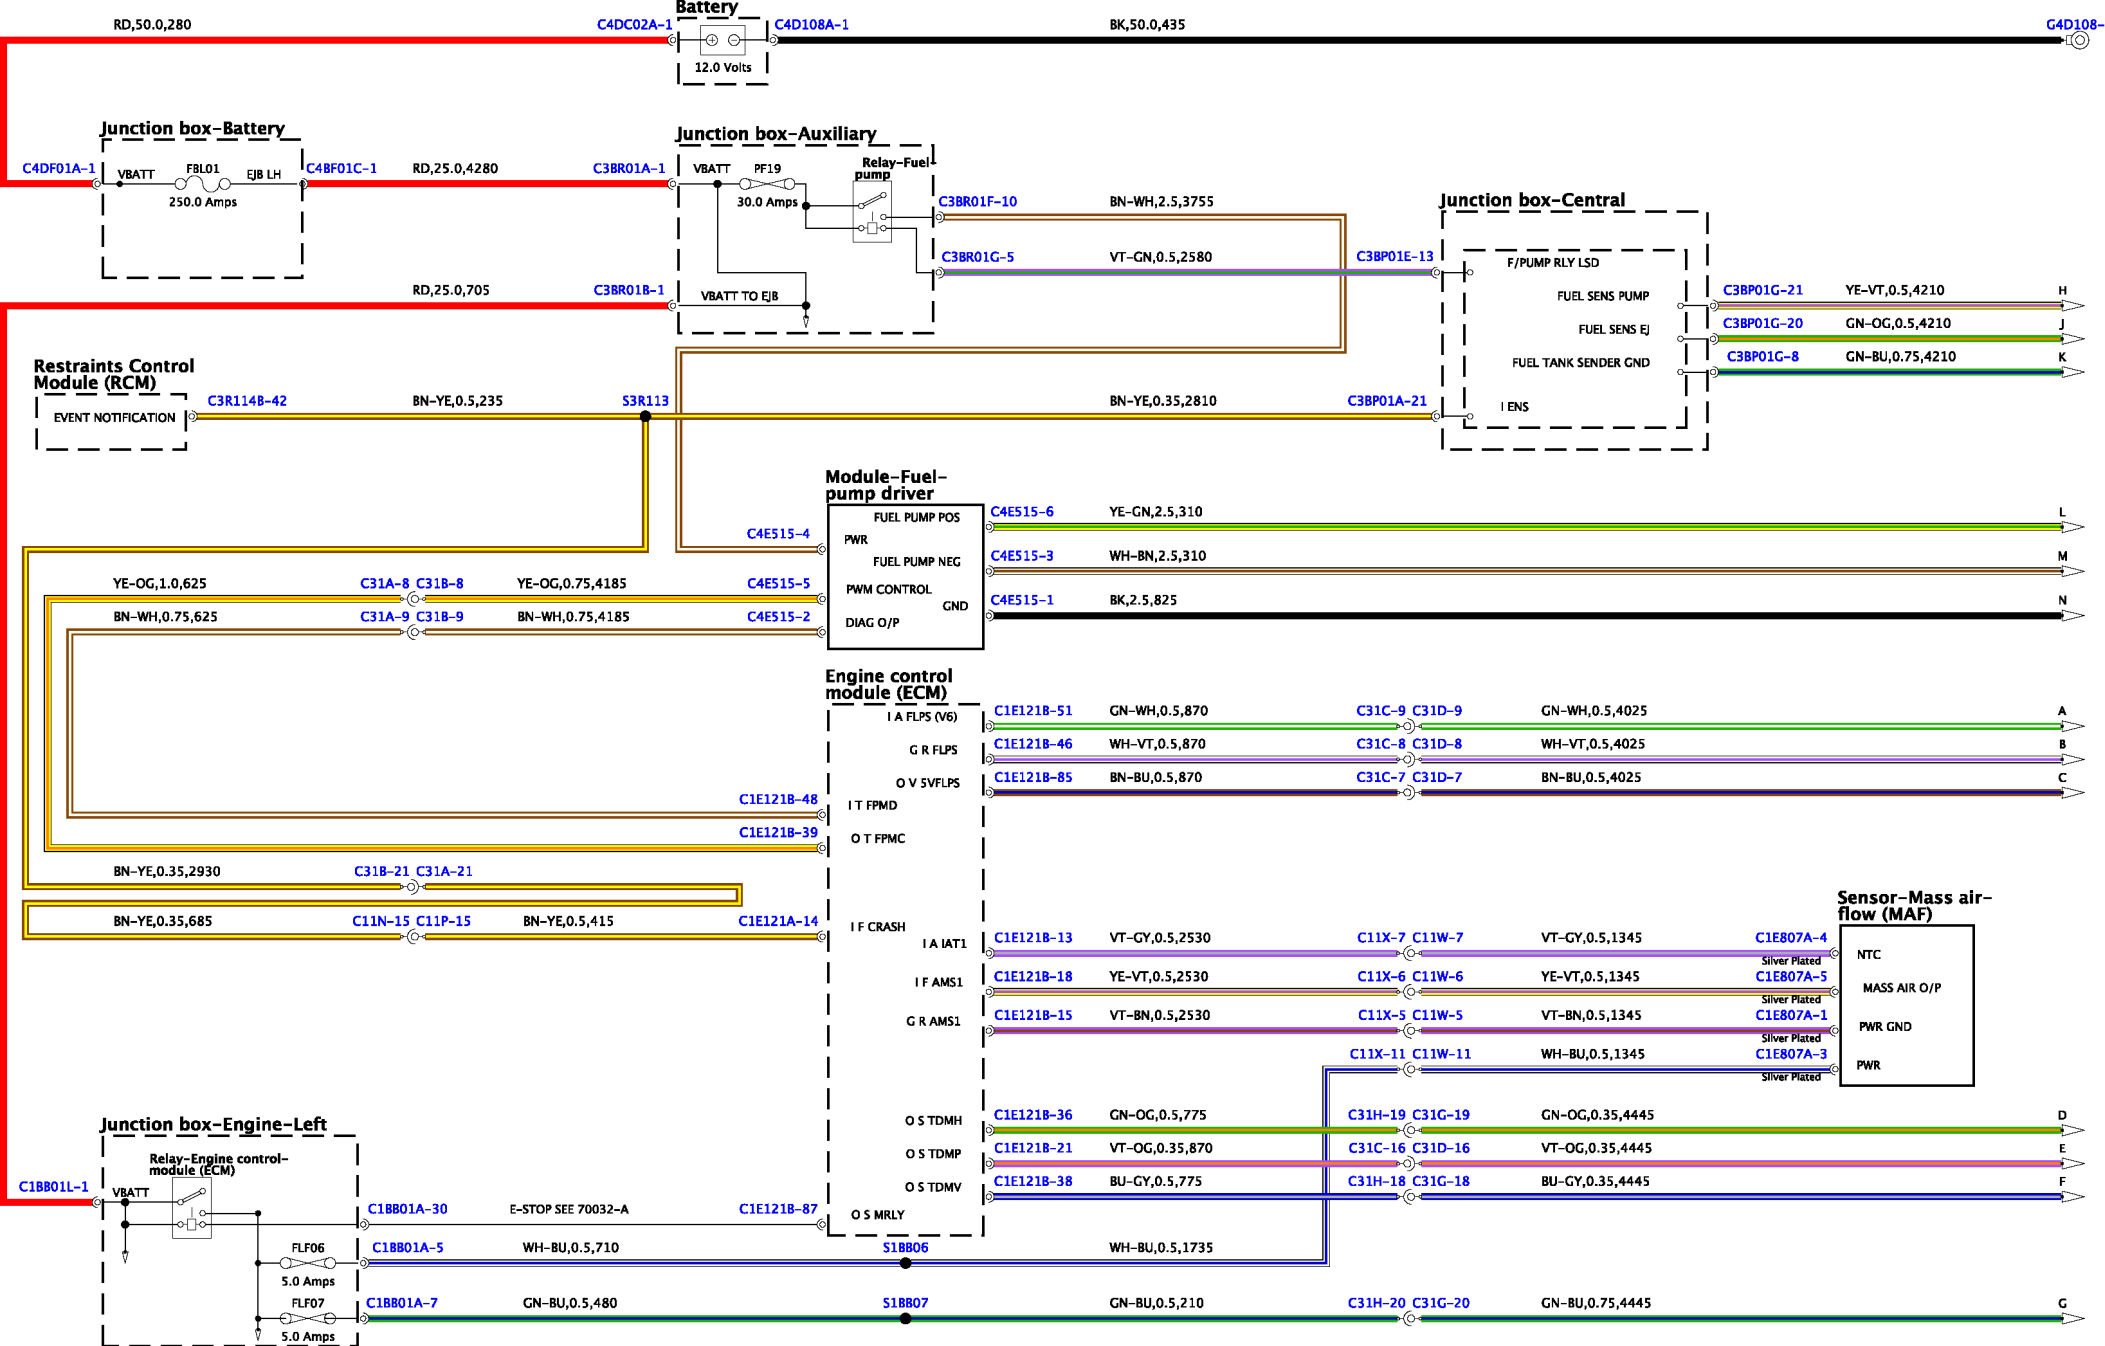 Battery
RD,50.0,280
C4DC02A-1
C4D108A-1
BK,50.0,435
G4D108-
12.0 Volts
Junction box-Battery
C4DF01A-1
VBATT
FBL01
EJB LH
C4BF01C-1
250.0 Amps
RD,25.0,4280
Junction box-Auxiliary
C3BR01A-1
VBATT
PF19
30.0 Amps
Relay-Fuel-
pump
C3BR01F-10
BN-WH,2.5,3755
C3BR01G-5
VT-GN,0.5,2580
C3BP01E-13
RD,25.0,705
C3BR01B-1
VBATT TO EJB
Junction box-Central
F/PUMP RLY LSD
FUEL SENS PUMP
C3BP01G-21
YE-VT,0.5,4210
H
FUEL SENS EJ
C3BP01G-20
GN-OG,0.5,4210
J
FUEL TANK SENDER GND
C3BP01G-8
GN-BU,0.75,4210
K
I ENS
Restraints Control
Module (RCM)
EVENT NOTIFICATION
C3R114B-42
BN-YE,0.5,235
S3R113
BN-YE,0.35,2810
C3BP01A-21
Module-Fuel-
pump driver
FUEL PUMP POS
C4E515-6
YE-GN,2.5,310
L
C4E515-4
PWR
FUEL PUMP NEG
C4E515-3
WH-BN,2.5,310
M
YE-OG,1.0,625
C31A-8 C31B-8
YE-OG,0.75,4185
C4E515-5
PWM CONTROL
GND
C4E515-1
BK,2.5,825
N
BN-WH,0.75,625
C31A-9 C31B-9
BN-WH,0.75,4185
C4E515-2
DIAG O/P
Engine control
module (ECM)
I A FLPS (V6)
C1E121B-51
GN-WH,0.5,870
C31C-9 C31D-9
GN-WH,0.5,4025
A
G R FLPS
C1E121B-46
WH-VT,0.5,870
C31C-8 C31D-8
WH-VT,0.5,4025
B
O V 5VFLPS
C1E121B-85
BN-BU,0.5,870
C31C-7 C31D-7
BN-BU,0.5,4025
C
C1E121B-48
I T FPMD
C1E121B-39
O T FPMC
BN-YE,0.35,2930
C31B-21 C31A-21
BN-YE,0.35,685
C11N-15 C11P-15
BN-YE,0.5,415
C1E121A-14
I F CRASH
Sensor-Mass air-
flow (MAF)
I A IAT1
C1E121B-13
VT-GY,0.5,2530
C11X-7 C11W-7
VT-GY,0.5,1345
C1E807A-4
Silver Plated
NTC
I F AMS1
C1E121B-18
YE-VT,0.5,2530
C11X-6 C11W-6
YE-VT,0.5,1345
C1E807A-5
Silver Plated
MASS AIR O/P
G R AMS1
C1E121B-15
VT-BN,0.5,2530
C11X-5 C11W-5
VT-BN,0.5,1345
C1E807A-1
Silver Plated
PWR GND
C11X-11 C11W-11
WH-BU,0.5,1345
C1E807A-3
Silver Plated
PWR
O S TDMH
C1E121B-36
GN-OG,0.5,775
C31H-19 C31G-19
GN-OG,0.35,4445
D
O S TDMP
C1E121B-21
VT-OG,0.35,870
C31C-16 C31D-16
VT-OG,0.35,4445
E
O S TDMV
C1E121B-38
BU-GY,0.5,775
C31H-18 C31G-18
BU-GY,0.35,4445
F
Junction box-Engine-Left
Relay-Engine control-
module (ECM)
C1BB01L-1
VBATT
C1BB01A-30
E-STOP SEE 70032-A
C1E121B-87
O S MRLY
FLF06
5.0 Amps
C1BB01A-5
WH-BU,0.5,710
S1BB06
WH-BU,0.5,1735
FLF07
5.0 Amps
C1BB01A-7
GN-BU,0.5,480
S1BB07
GN-BU,0.5,210
C31H-20 C31G-20
GN-BU,0.75,4445
G